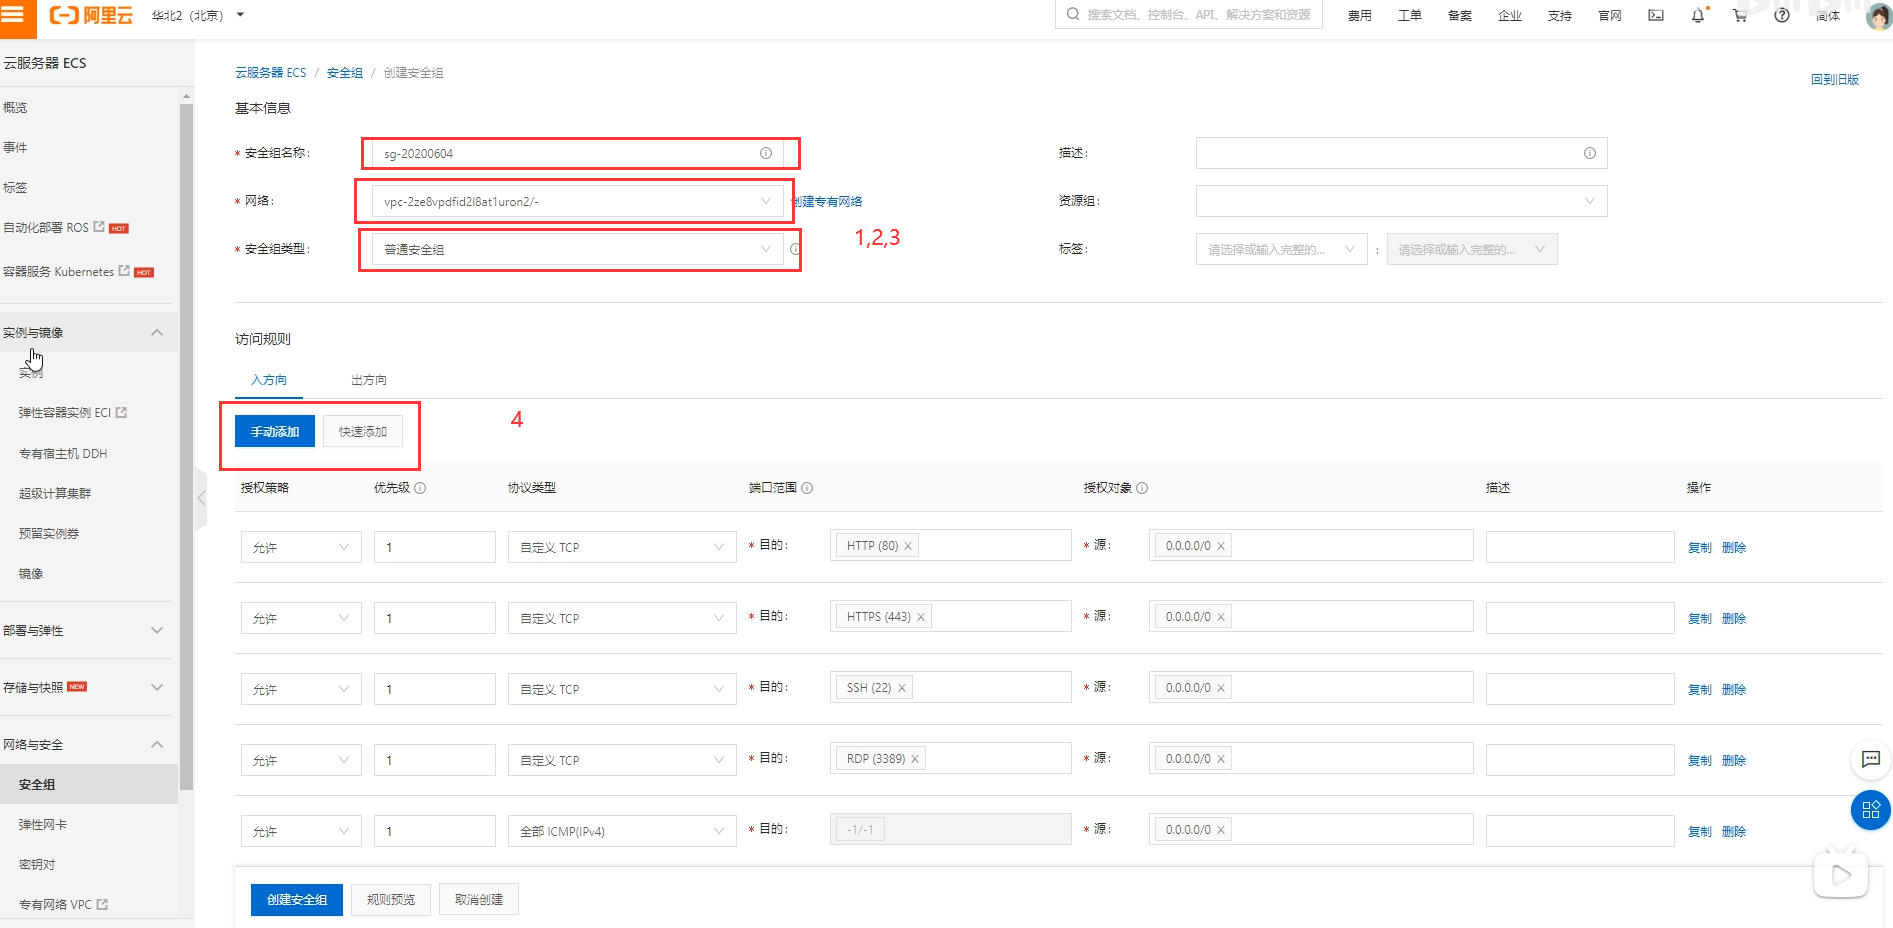 阿里云 华北2（北京） 搜索文档、控制台、API、解决方案和资源 费用 工单 备案 企业 支持 官网 简体
云服务器 ECS
概览
事件
标签
自动化部署 ROS HOT
容器服务 Kubernetes HOT
实例与镜像
实例
弹性容器实例 ECI
专有宿主机 DDH
超级计算集群
预留实例券
镜像
部署与弹性
存储与快照 NEW
网络与安全
安全组
弹性网卡
密钥对
专有网络 VPC
云服务器 ECS / 安全组 / 创建安全组
回到旧版
基本信息
* 安全组名称: sg-20200604 描述:
* 网络: vpc-2ze8vpdfid2l8at1uron2/- 创建专有网络 资源组:
1,2,3
* 安全组类型: 普通安全组 标签: 请选择或输入完整的... : 请选择或输入完整的...
访问规则
入方向 出方向
4
手动添加 快速添加
授权策略 优先级 协议类型 端口范围 授权对象 描述 操作
允许 1 自定义 TCP * 目的: HTTP (80) × * 源: 0.0.0.0/0 × 复制 删除
允许 1 自定义 TCP * 目的: HTTPS (443) × * 源: 0.0.0.0/0 × 复制 删除
允许 1 自定义 TCP * 目的: SSH (22) × * 源: 0.0.0.0/0 × 复制 删除
允许 1 自定义 TCP * 目的: RDP (3389) × * 源: 0.0.0.0/0 × 复制 删除
允许 1 全部 ICMP(IPv4) * 目的: -1/-1 * 源: 0.0.0.0/0 × 复制 删除
创建安全组 规则预览 取消创建